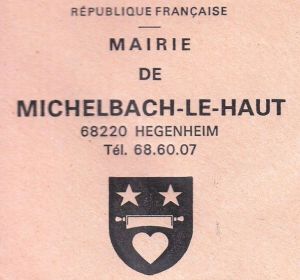 RÉPUBLIQUE FRANÇAISE
MAIRIE
DE
MICHELBACH-LE-HAUT
68220 HEGENHEIM
Tél. 68.60.07